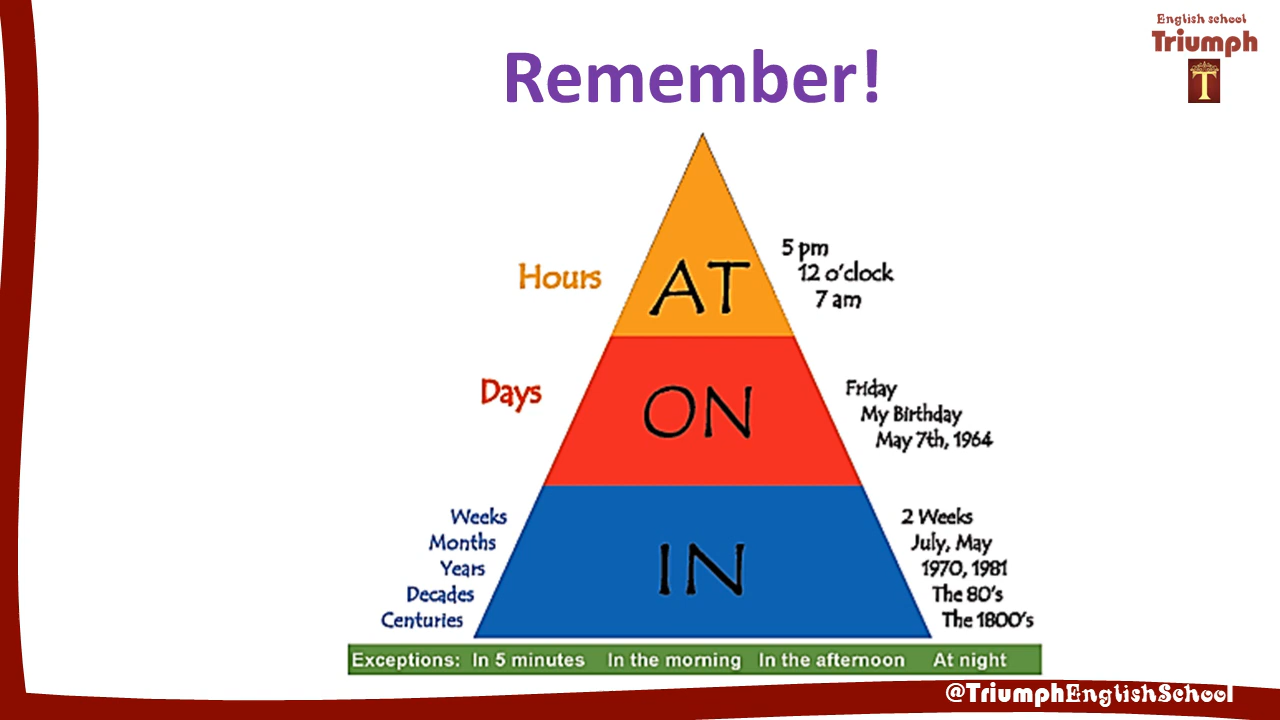 English school
Triumph
T
Remember!
Hours
AT
5 pm
12 o'clock
7 am
Days
ON
Friday
My Birthday
May 7th, 1964
Weeks
Months
Years
Decades
Centuries
IN
2 Weeks
July, May
1970, 1981
The 80's
The 1800's
Exceptions: In 5 minutes In the morning In the afternoon At night
@TriumphEnglishSchool